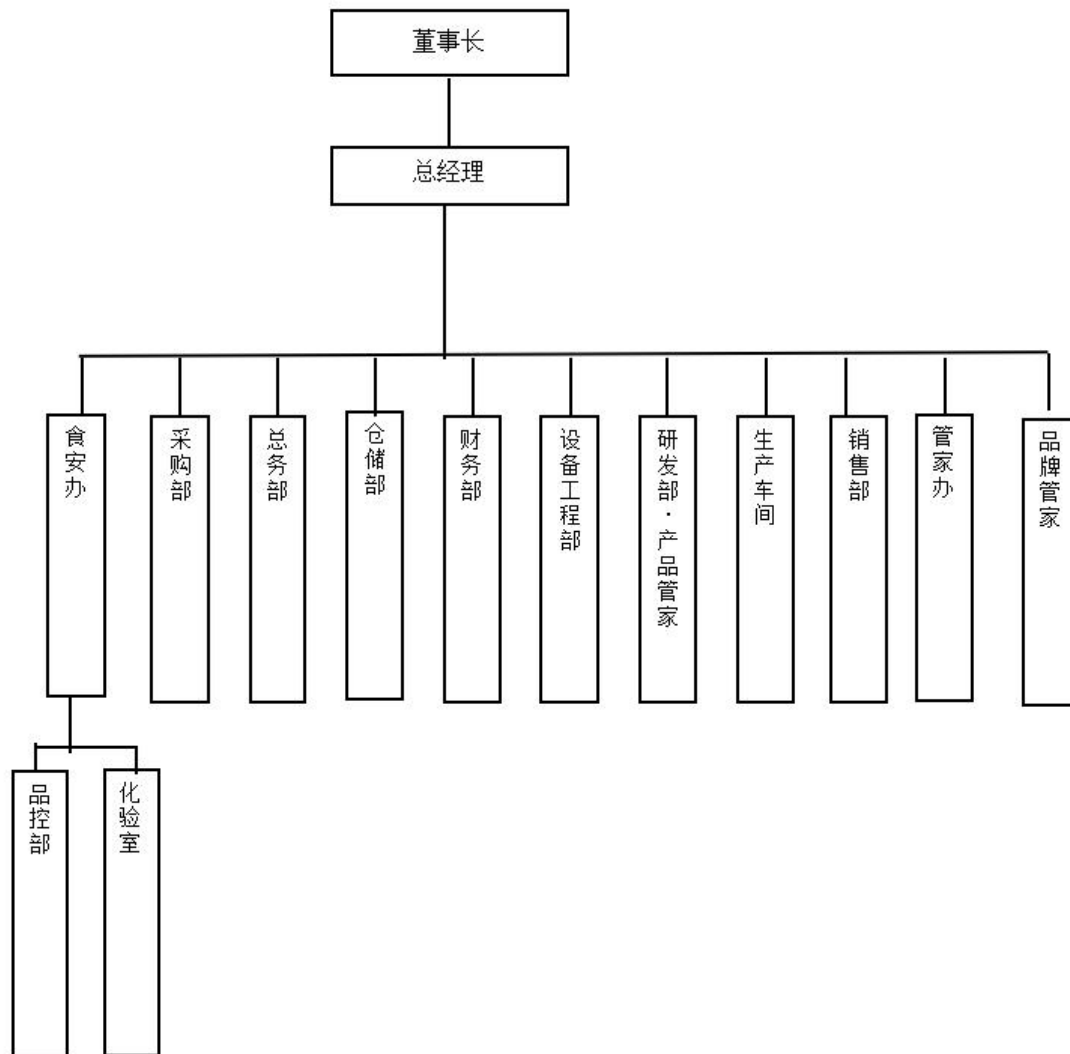 董事长
总经理
食安办
采购部
总务部
仓储部
财务部
设备工程部
研发部·产品管家
生产车间
销售部
管家办
品牌管家
品控部
化验室